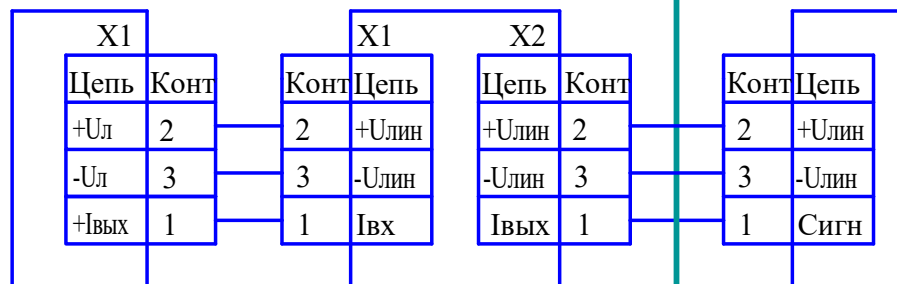 X1 X1 X2
Цепь Конт Конт Цепь Цепь Конт Конт Цепь
+Uл 2 2 +Uлин +Uлин 2 2 +Uлин
-Uл 3 3 -Uлин -Uлин 3 3 -Uлин
+Iвых 1 1 Iвх Iвых 1 1 Сигн